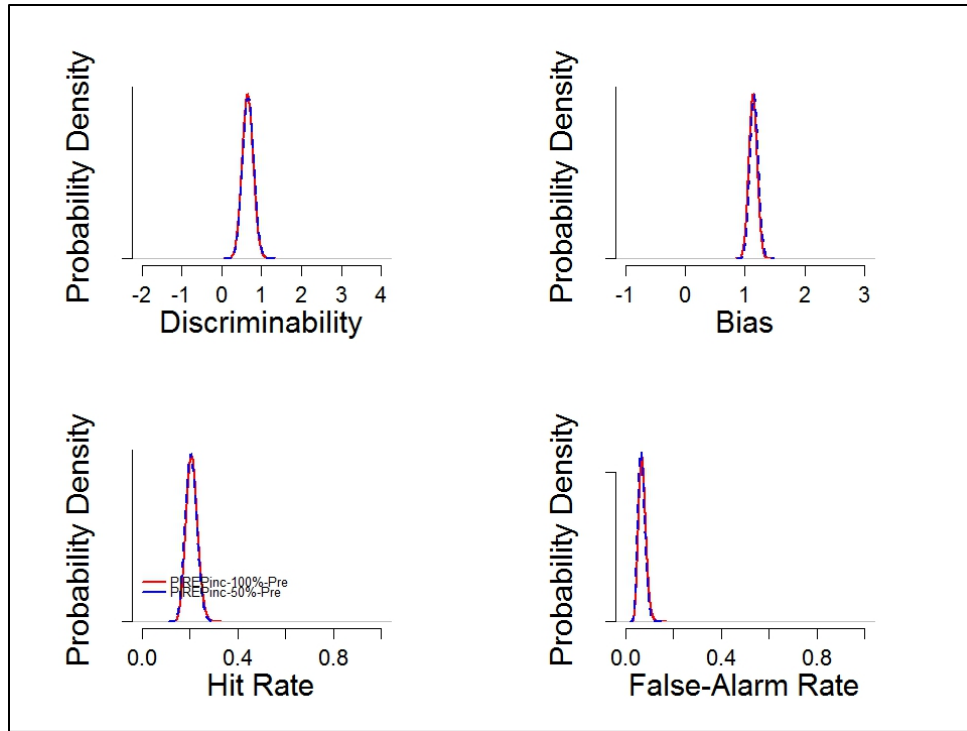 Probability Density
-2 -1 0 1 2 3 4
Discriminability
Probability Density
-1 0 1 2 3
Bias
Probability Density
PIREPinc-100%-Pre
PIREPinc-50%-Pre
0.0 0.4 0.8
Hit Rate
Probability Density
0.0 0.4 0.8
False-Alarm Rate